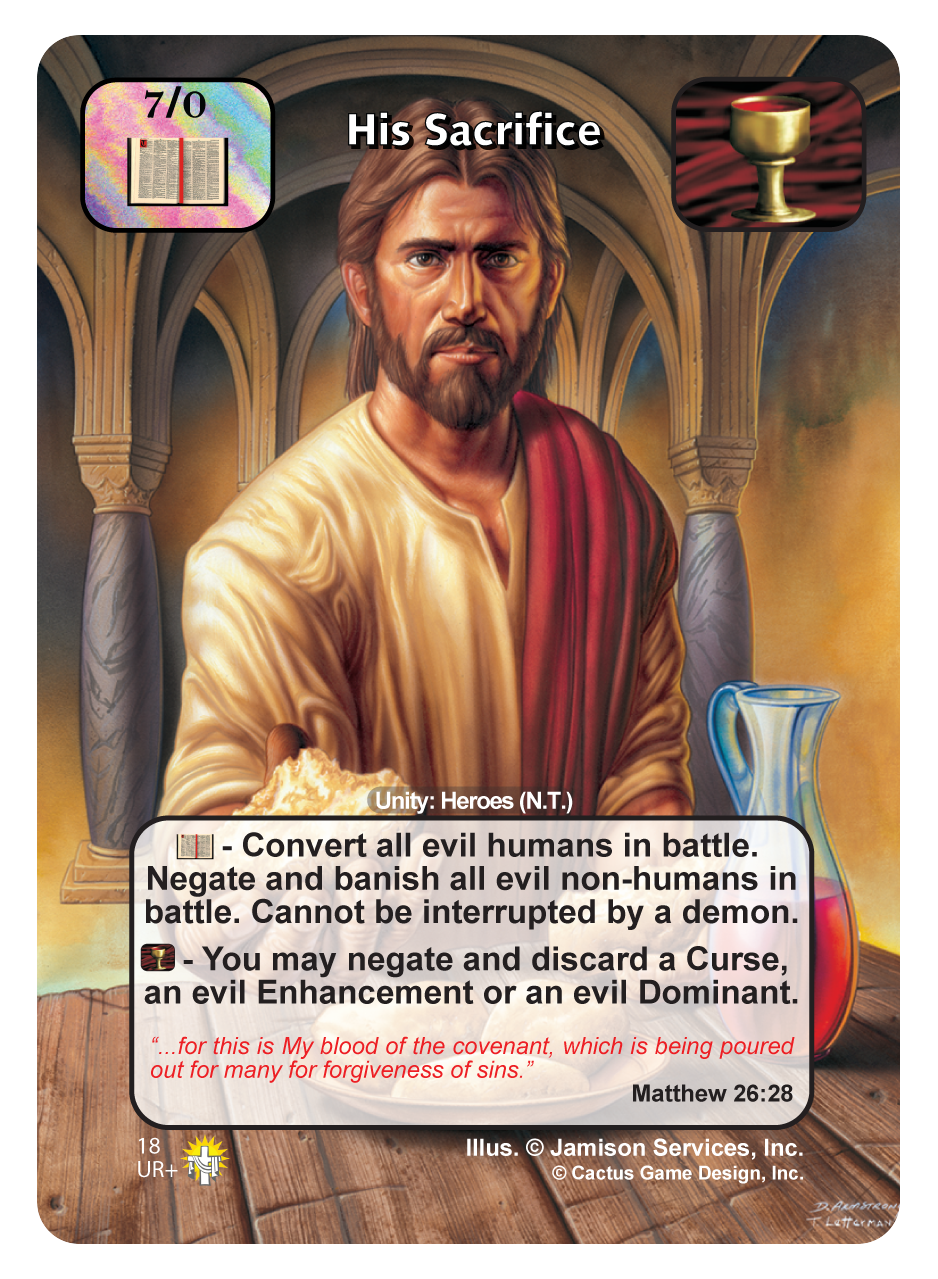 7/0
His Sacrifice
Unity: Heroes (N.T.)
- Convert all evil humans in battle.
Negate and banish all evil non-humans in
battle. Cannot be interrupted by a demon.
- You may negate and discard a Curse,
an evil Enhancement or an evil Dominant.
“...for this is My blood of the covenant, which is being poured
out for many for forgiveness of sins.”
Matthew 26:28
18
UR+
Illus. © Jamison Services, Inc.
© Cactus Game Design, Inc.
D. ARMSTRON
T. LUTTERMAN